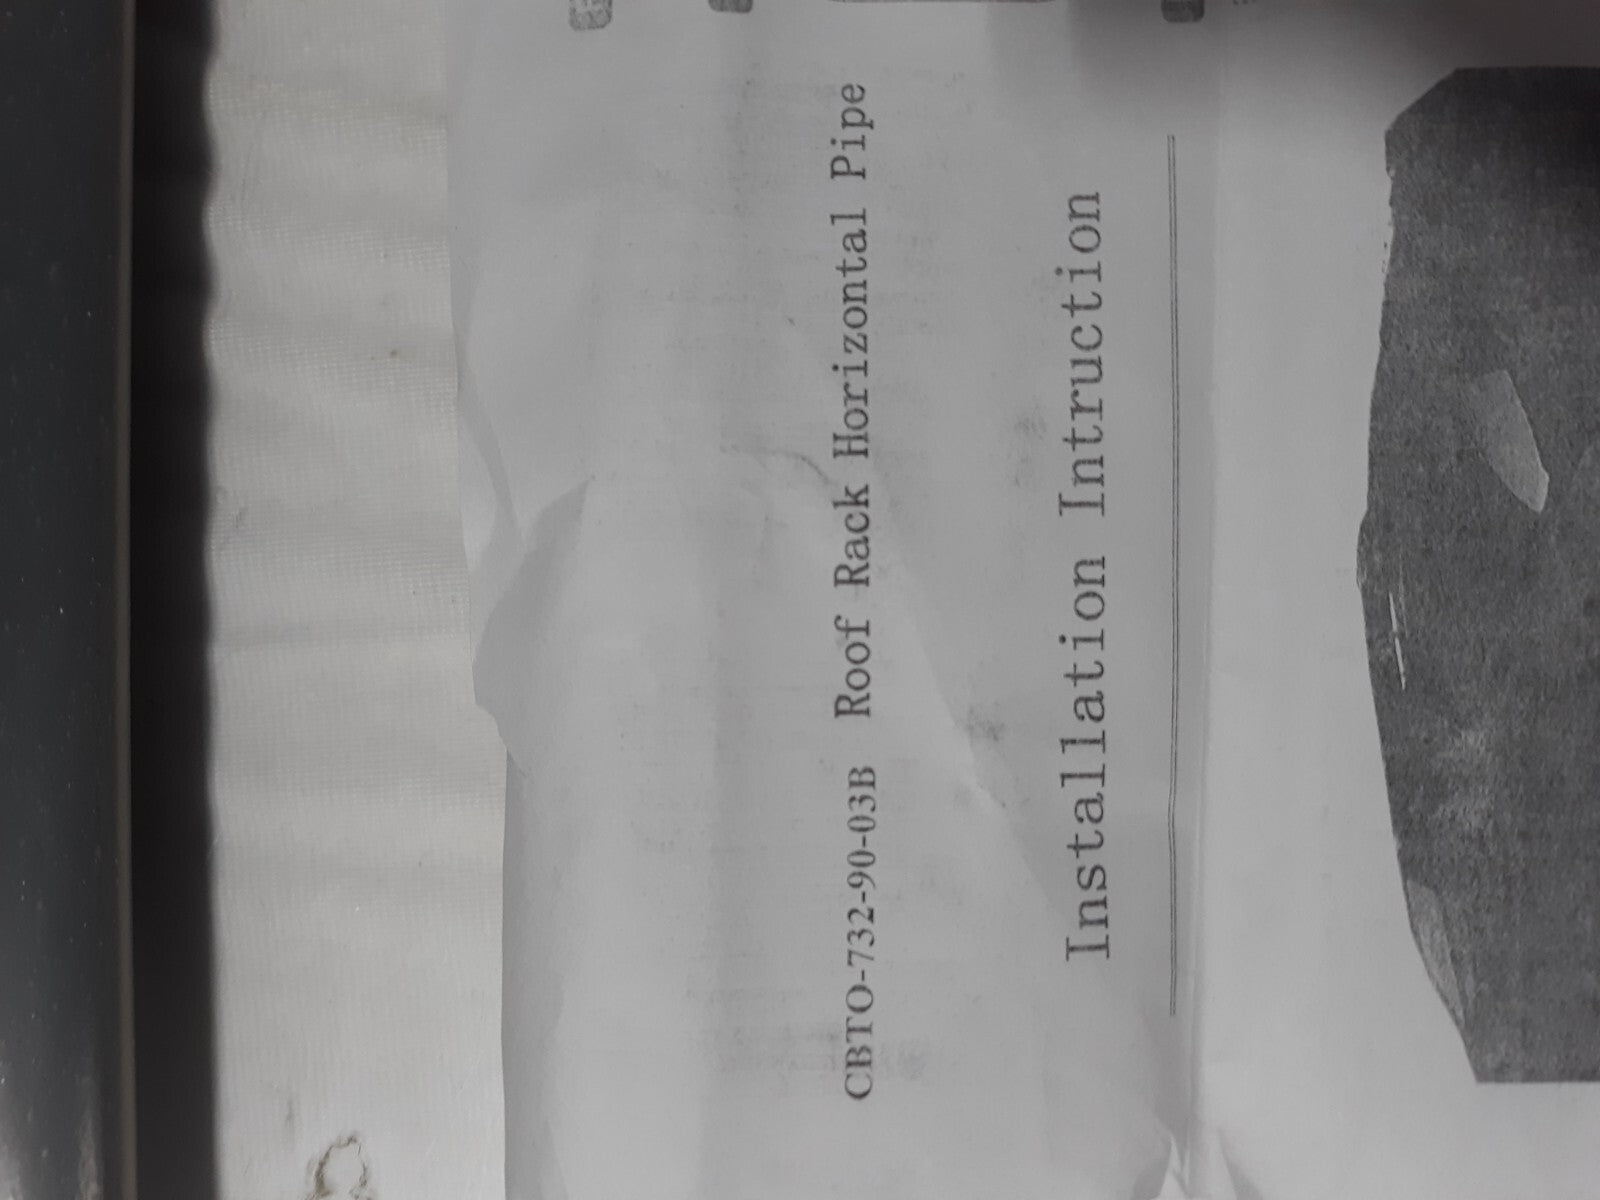 CBTO-732-90-03B Roof Rack Horizontal Pipe
Installation Intruction